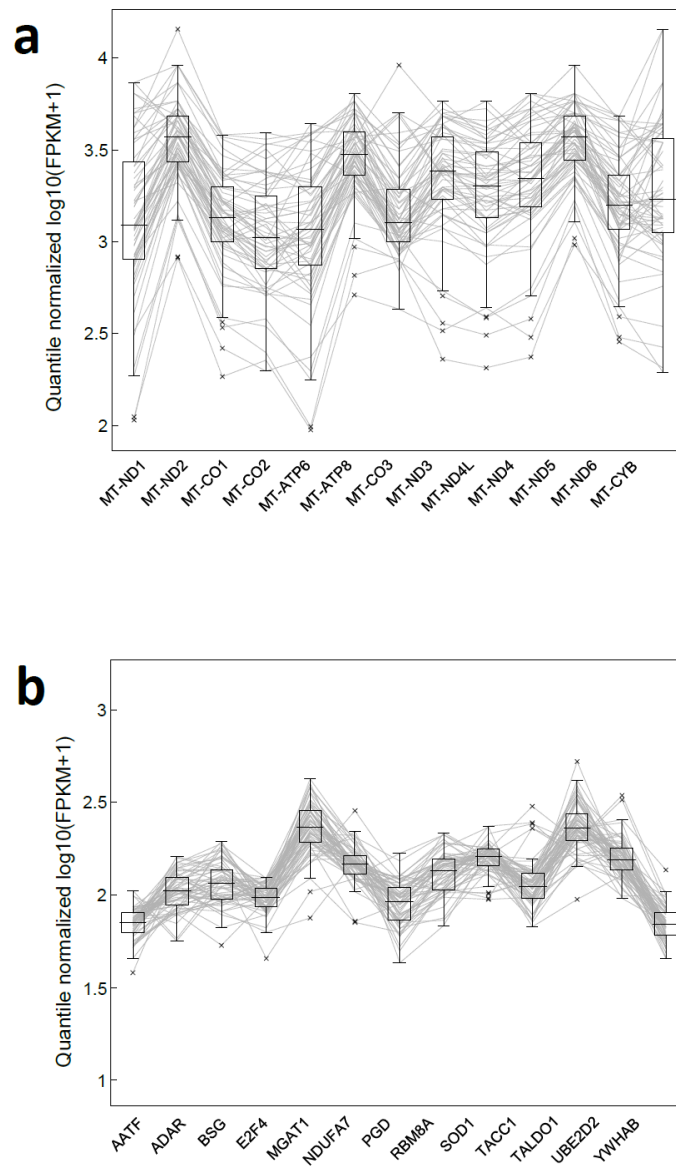 a
Quantile normalized log10(FPKM+1)
4
3.5
3
2.5
2
MT-ND1 MT-ND2 MT-CO1 MT-CO2 MT-ATP6 MT-ATP8 MT-CO3 MT-ND3 MT-ND4L MT-ND4 MT-ND5 MT-ND6 MT-CYB
b
Quantile normalized log10(FPKM+1)
3
2.5
2
1.5
1
AATF ADAR BSG E2F4 MGAT1 NDUFA7 PGD RBM8A SOD1 TACC1 TALDO1 UBE2D2 YWHAB